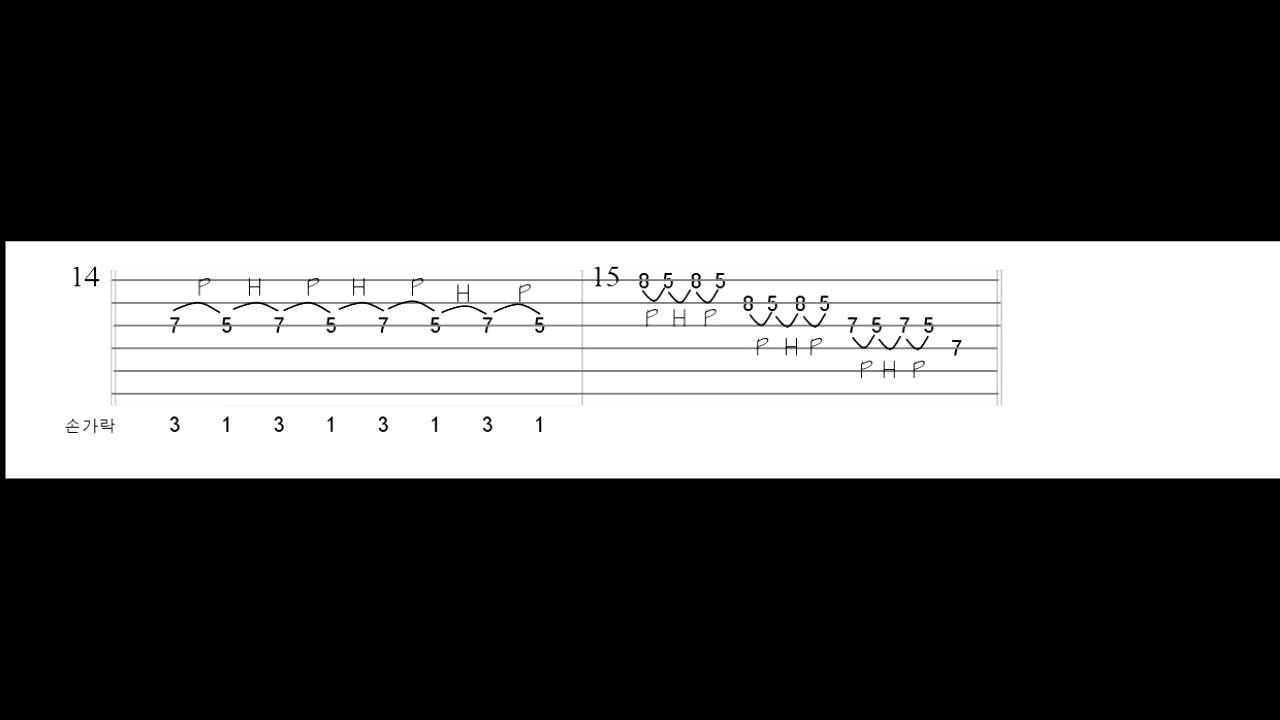 14 P H P H P H P 15 8 5 8 5
8 5 8 5
P H P
7 5 7 5 7 5 7 5 7 5 7 5
P H P 7
P H P
손가락 3 1 3 1 3 1 3 1